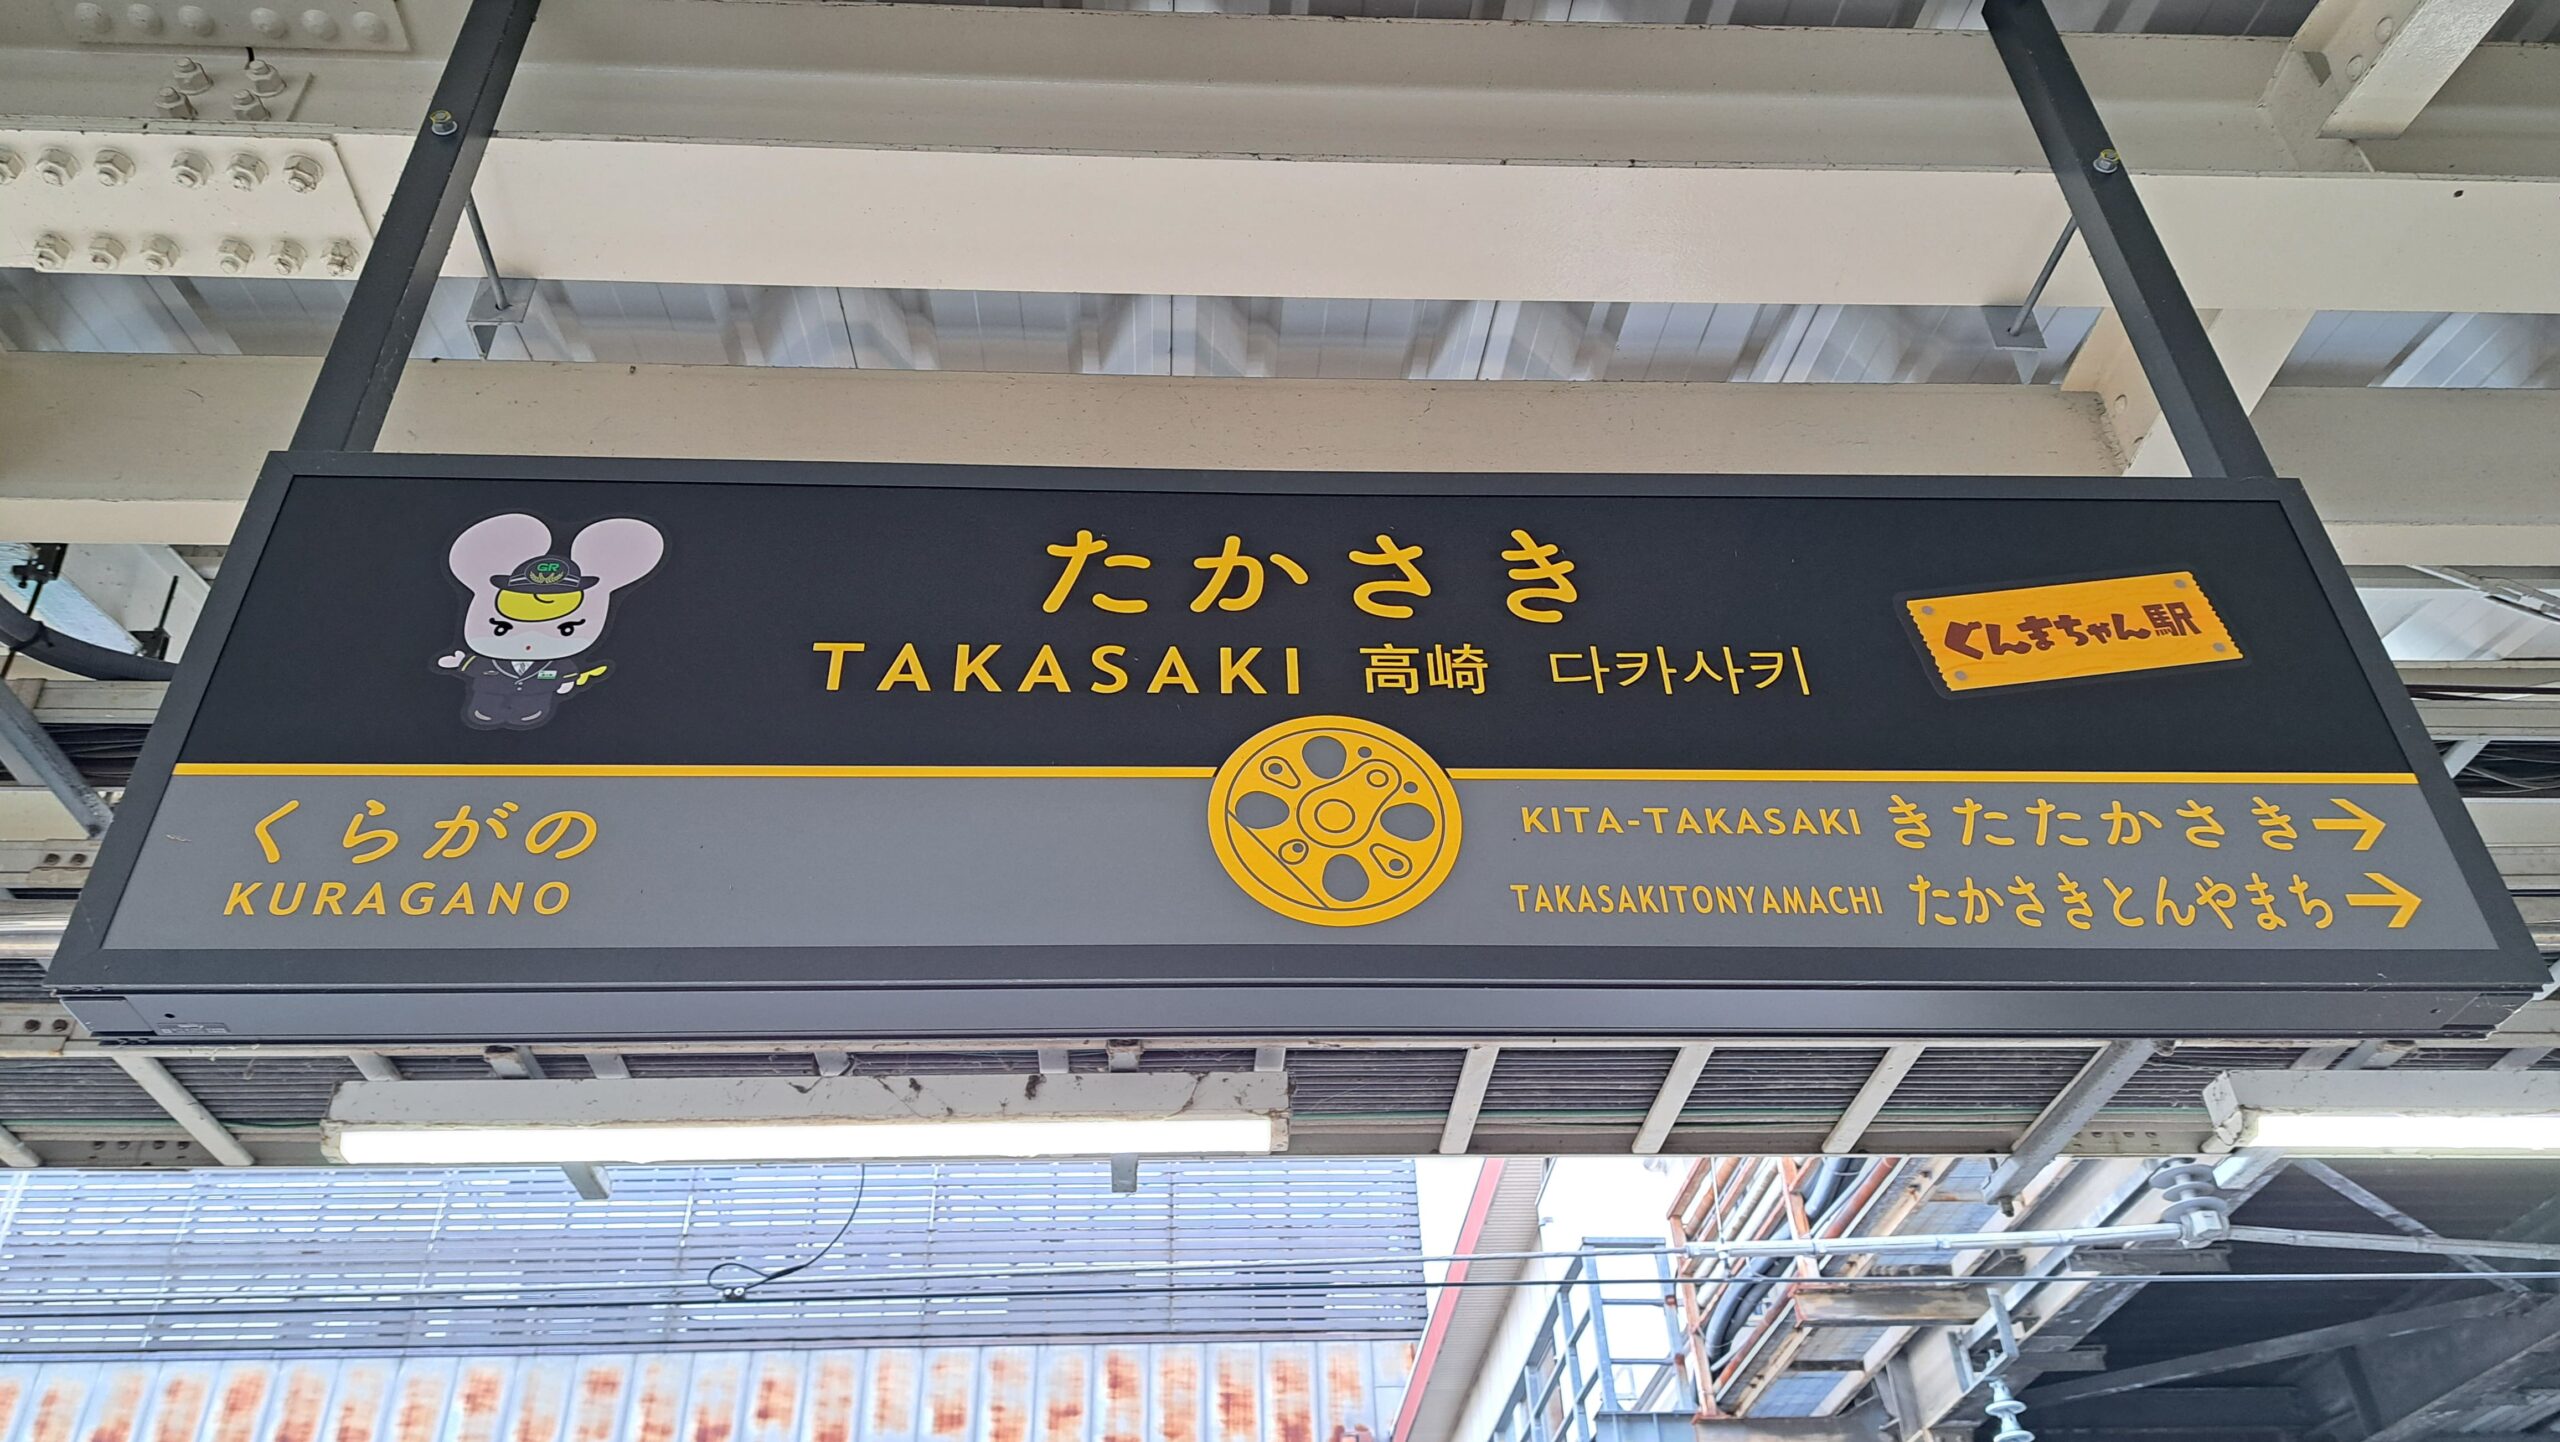 GR
たかさき
TAKASAKI 高崎 다카사키
ぐんまちゃん駅
くらがの
KURAGANO
KITA-TAKASAKI きたたかさき→
TAKASAKITONYAMACHI たかさきとんやまち→